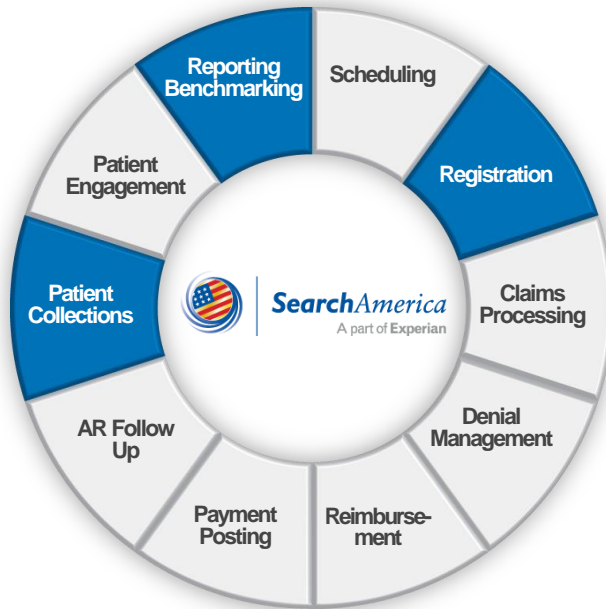 Reporting
Benchmarking
Scheduling
Registration
Claims
Processing
Denial
Management
Reimburse-
ment
Payment
Posting
AR Follow
Up
Patient
Collections
Patient
Engagement
SearchAmerica
A part of Experian